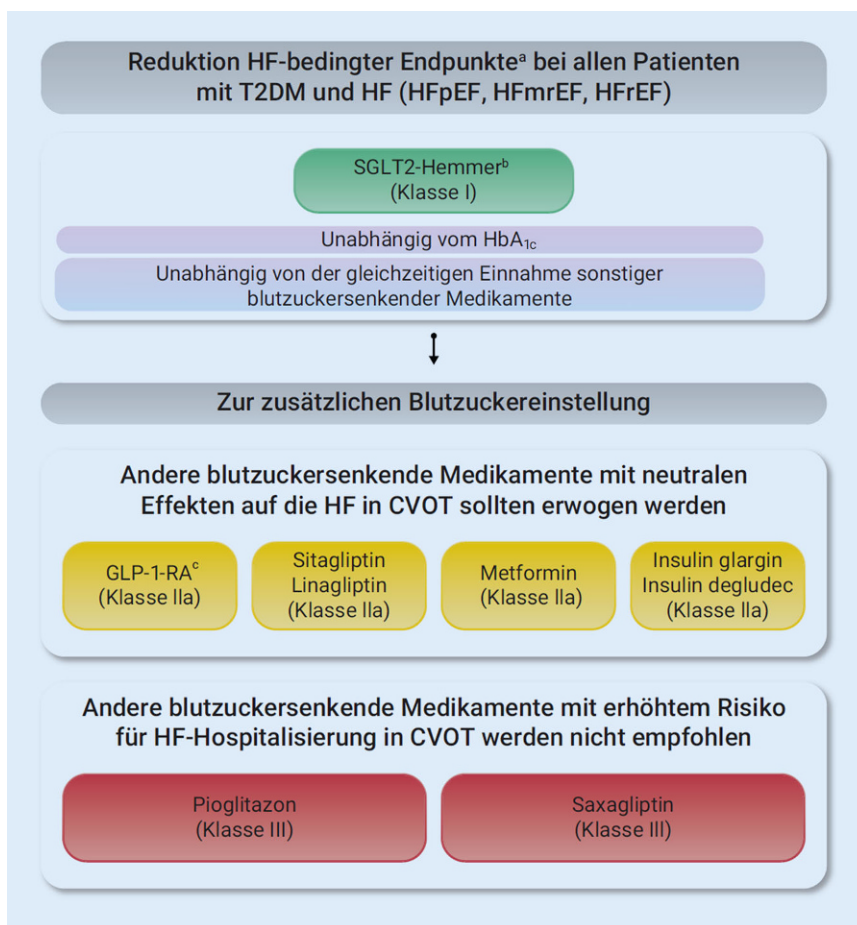 Reduktion HF-bedingter Endpunkteᵃ bei allen Patienten
mit T2DM und HF (HFpEF, HFmrEF, HFrEF)
SGLT2-Hemmerᵇ
(Klasse I)
Unabhängig vom HbA₁c
Unabhängig von der gleichzeitigen Einnahme sonstiger
blutzuckersenkender Medikamente
Zur zusätzlichen Blutzuckereinstellung
Andere blutzuckersenkende Medikamente mit neutralen
Effekten auf die HF in CVOT sollten erwogen werden
GLP-1-RAᶜ
(Klasse IIa)
Sitagliptin
Linagliptin
(Klasse IIa)
Metformin
(Klasse IIa)
Insulin glargin
Insulin degludec
(Klasse IIa)
Andere blutzuckersenkende Medikamente mit erhöhtem Risiko
für HF-Hospitalisierung in CVOT werden nicht empfohlen
Pioglitazon
(Klasse III)
Saxagliptin
(Klasse III)